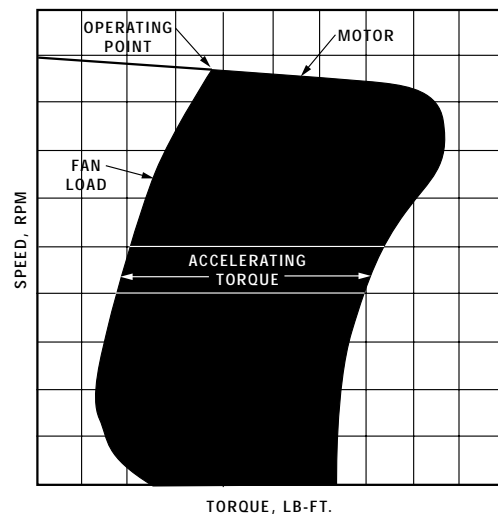 OPERATING
POINT
MOTOR
FAN
LOAD
SPEED, RPM
ACCELERATING
TORQUE
TORQUE, LB-FT.